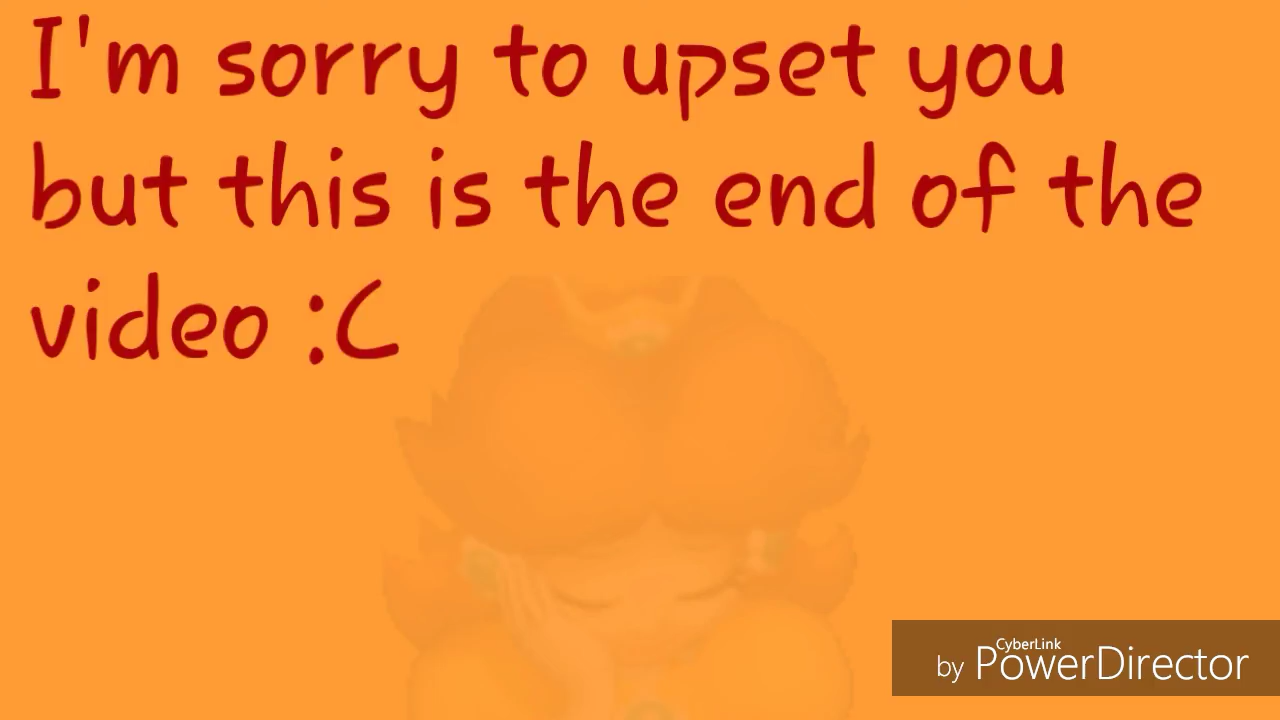 I'm sorry to upset you
but this is the end of the
video :C
CyberLink
by PowerDirector